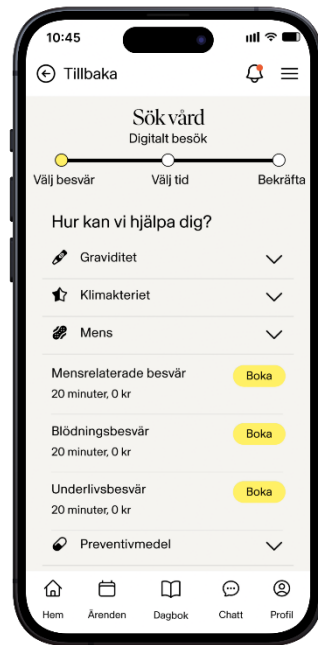 10:45
Tillbaka
Sök vård
Digitalt besök
Välj besvär Välj tid Bekräfta
Hur kan vi hjälpa dig?
Graviditet
Klimakteriet
Mens
Mensrelaterade besvär
20 minuter, 0 kr
Boka
Blödningsbesvär
20 minuter, 0 kr
Boka
Underlivsbesvär
20 minuter, 0 kr
Boka
Preventivmedel
Hem Ärenden Dagbok Chatt Profil